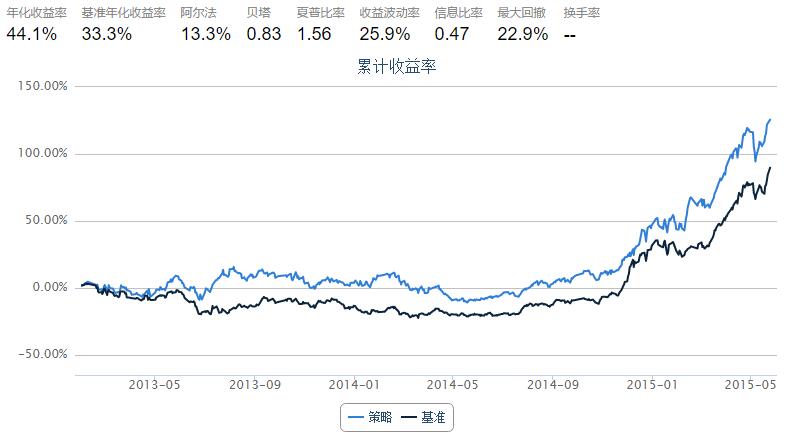 年化收益率 基准年化收益率 阿尔法 贝塔 夏普比率 收益波动率 信息比率 最大回撤 换手率
44.1% 33.3% 13.3% 0.83 1.56 25.9% 0.47 22.9% --
累计收益率
150.00%
100.00%
50.00%
0.00%
-50.00%
2013-05 2013-09 2014-01 2014-05 2014-09 2015-01 2015-05
策略 基准